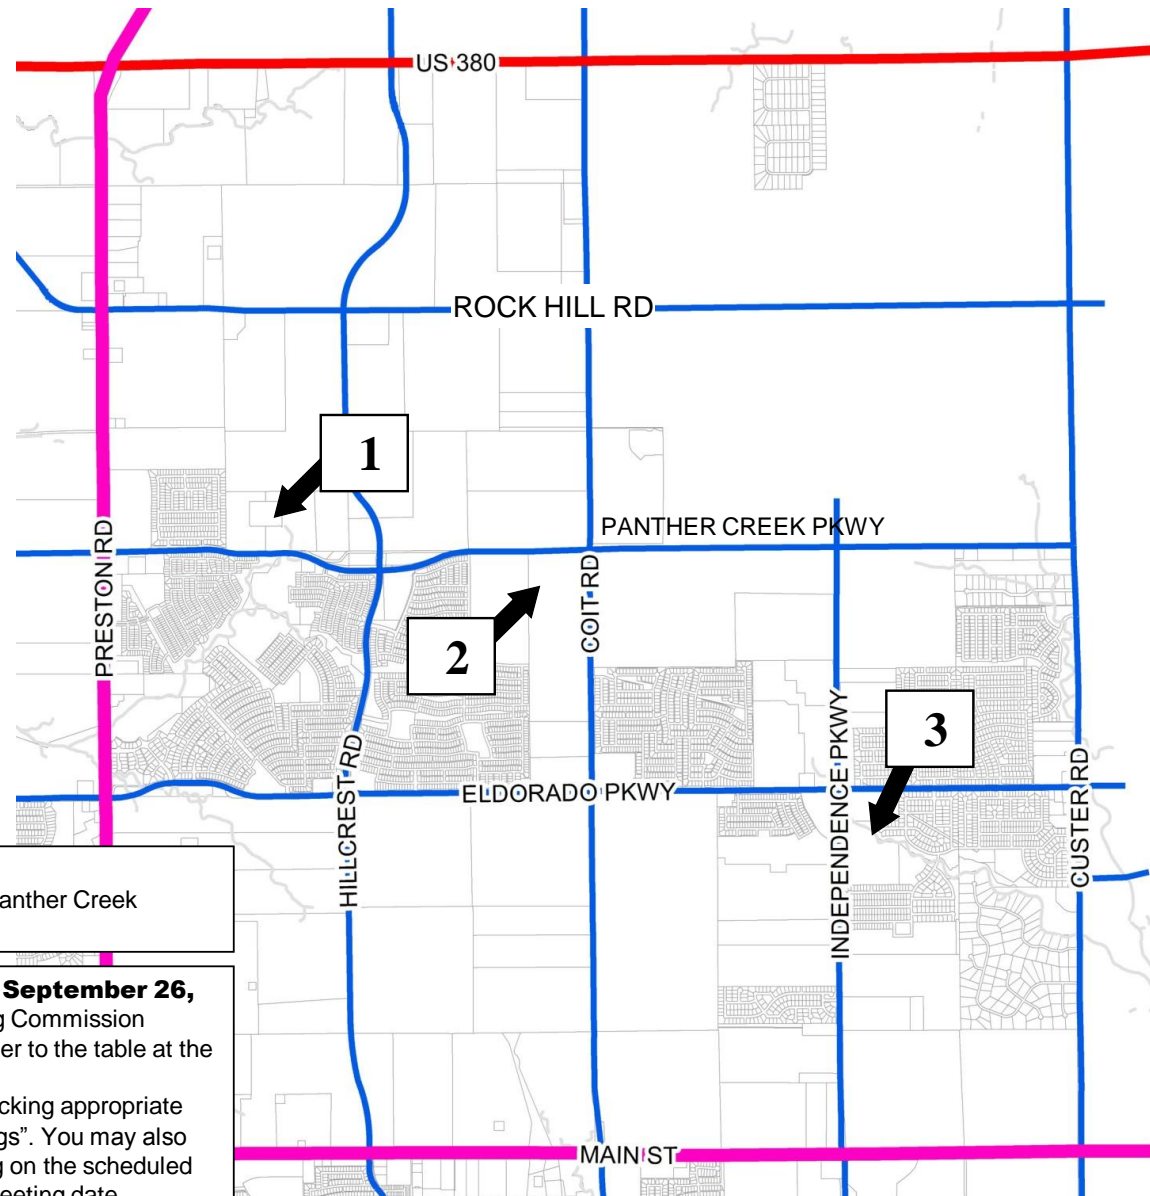 US 380
ROCK HILL RD
1
PANTHER CREEK PKWY
PRESTON RD
COIT RD
2
3
INDEPENDENCE PKWY
HILLCREST RD
ELDORADO PKWY
CUSTER RD
anther Creek
September 26,
g Commission
er to the table at the
cking appropriate
gs”. You may also
g on the scheduled
eeting date
MAIN ST